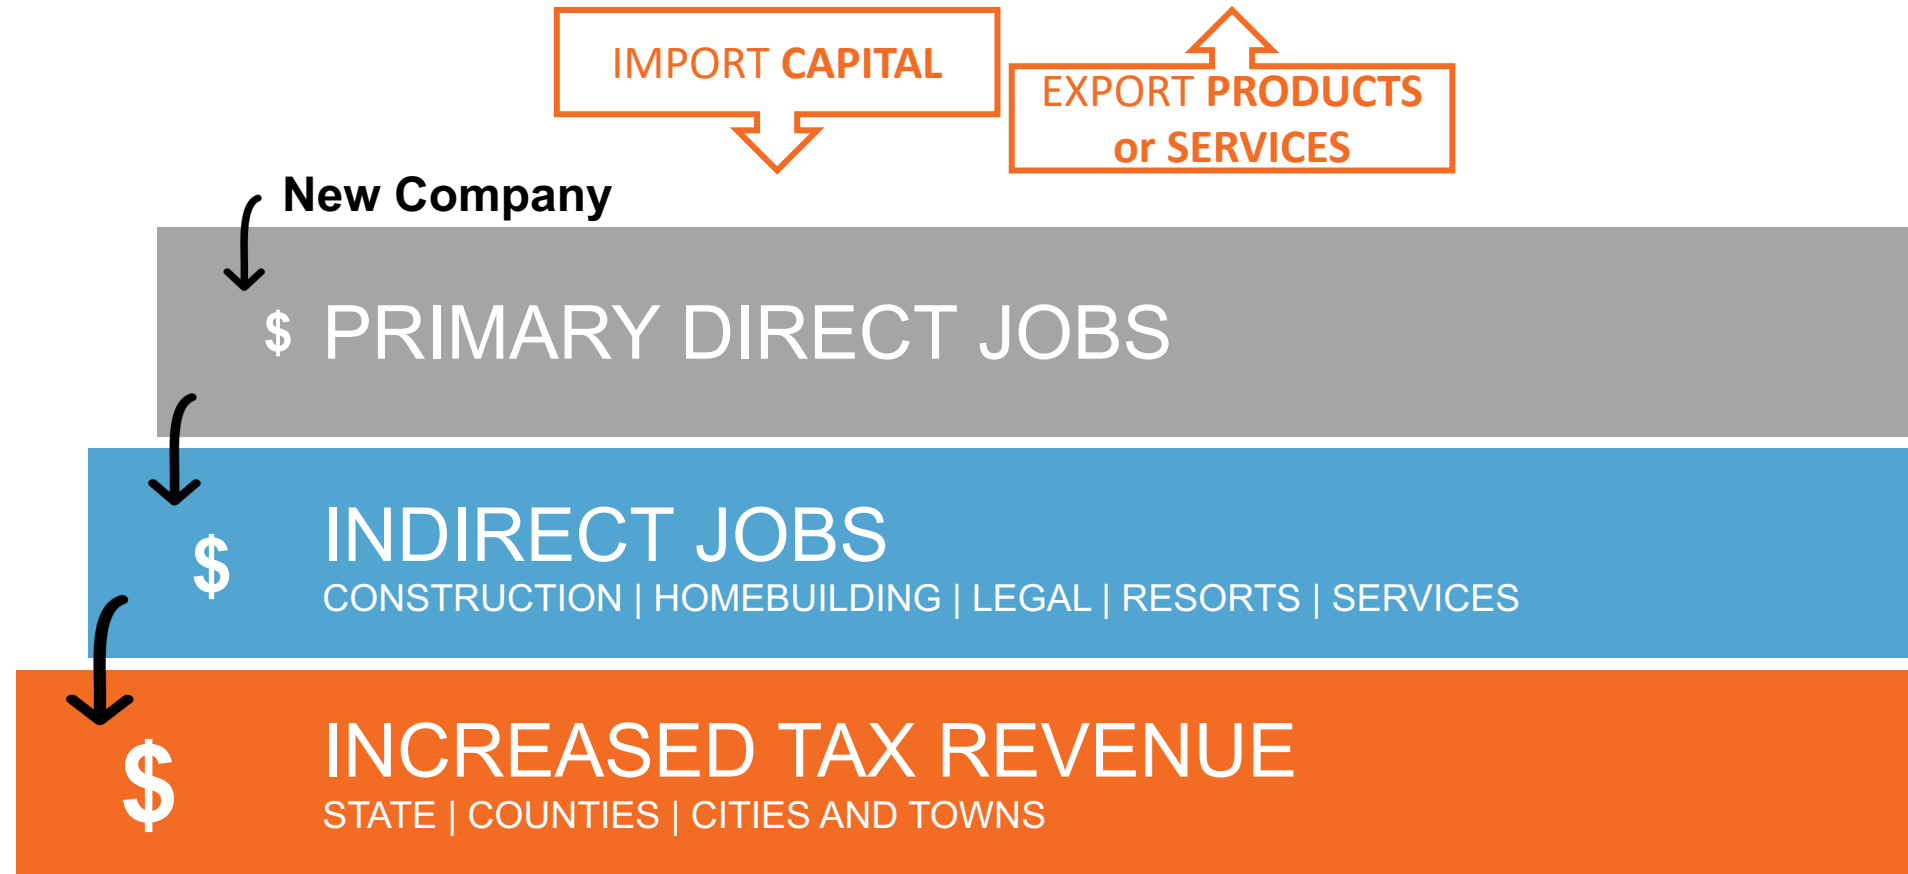 IMPORT CAPITAL
EXPORT PRODUCTS
or SERVICES
New Company
$ PRIMARY DIRECT JOBS
$ INDIRECT JOBS
CONSTRUCTION | HOMEBUILDING | LEGAL | RESORTS | SERVICES
$ INCREASED TAX REVENUE
STATE | COUNTIES | CITIES AND TOWNS